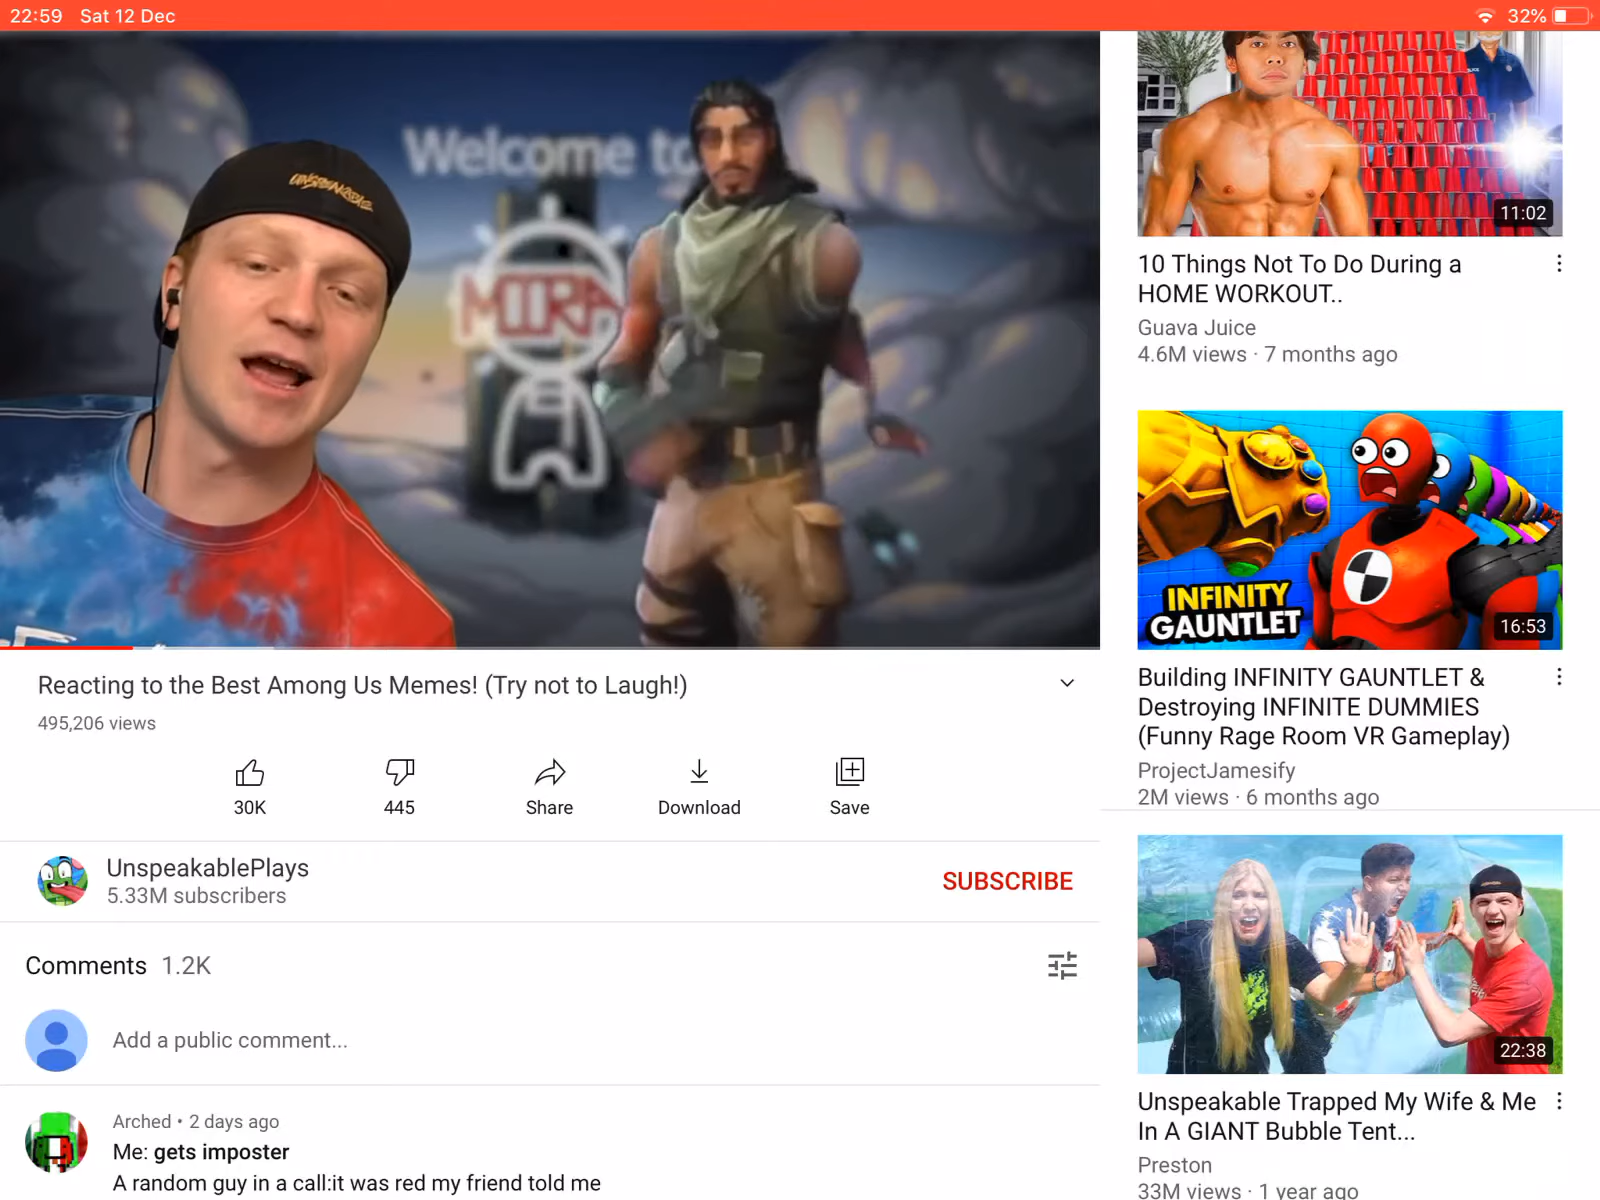 22:59 Sat 12 Dec
32%
UNSPEAKABLE
Welcome to
MIRA
Reacting to the Best Among Us Memes! (Try not to Laugh!)
495,206 views
30K
445
Share
Download
Save
UnspeakablePlays
5.33M subscribers
SUBSCRIBE
Comments 1.2K
Add a public comment...
Arched • 2 days ago
Me: gets imposter
A random guy in a call:it was red my friend told me
11:02
10 Things Not To Do During a
HOME WORKOUT..
Guava Juice
4.6M views · 7 months ago
INFINITY
GAUNTLET
16:53
Building INFINITY GAUNTLET &
Destroying INFINITE DUMMIES
(Funny Rage Room VR Gameplay)
ProjectJamesify
2M views · 6 months ago
22:38
Unspeakable Trapped My Wife & Me
In A GIANT Bubble Tent...
Preston
33M views · 1 year ago